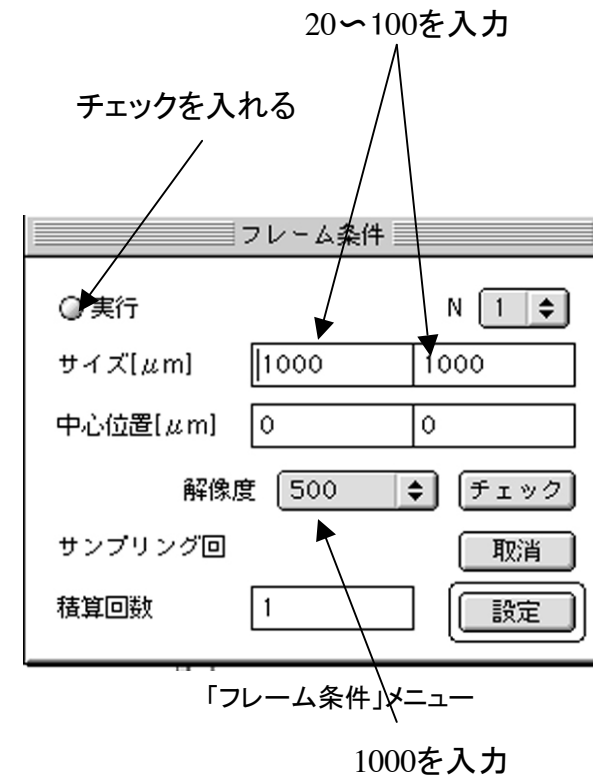 20〜100を入力
チェックを入れる
フレーム条件
実行 N 1
サイズ[μm] 1000 1000
中心位置[μm] 0 0
解像度 500 チェック
サンプリング回
取消
積算回数 1 設定
「フレーム条件」メニュー
1000を入力